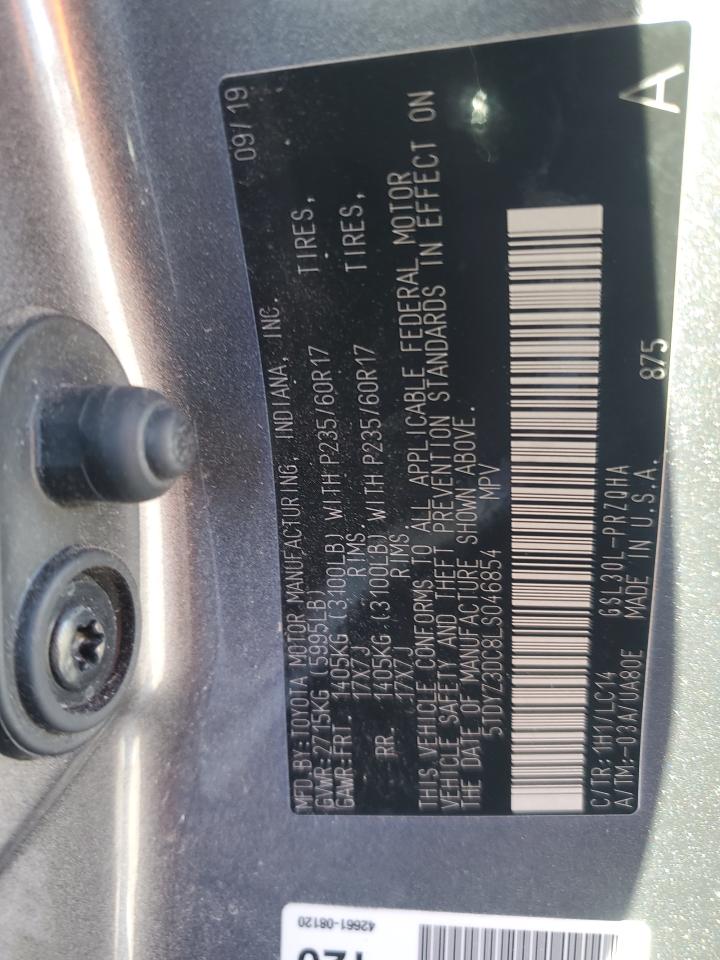 MFD.BY:TOYOTA MOTOR MANUFACTURING, INDIANA, INC. 09/19
GVWR:2715KG (5995LB)
GAWR:FRT. 1405KG (3100LB) WITH P235/60R17 TIRES,
17X7J RIMS,
RR. 1405KG (3100LB) WITH P235/60R17 TIRES,
17X7J RIMS
THIS VEHICLE CONFORMS TO ALL APPLICABLE FEDERAL MOTOR
VEHICLE SAFETY AND THEFT PREVENTION STANDARDS IN EFFECT ON
THE DATE OF MANUFACTURE SHOWN ABOVE.
5TDYZ3DC8LS046854 MPV
C/TR:1H1/LC14 GSL30L-PRZQHA 875 A
A/TM:-03A/UA80E MADE IN U.S.A.
42661-08120